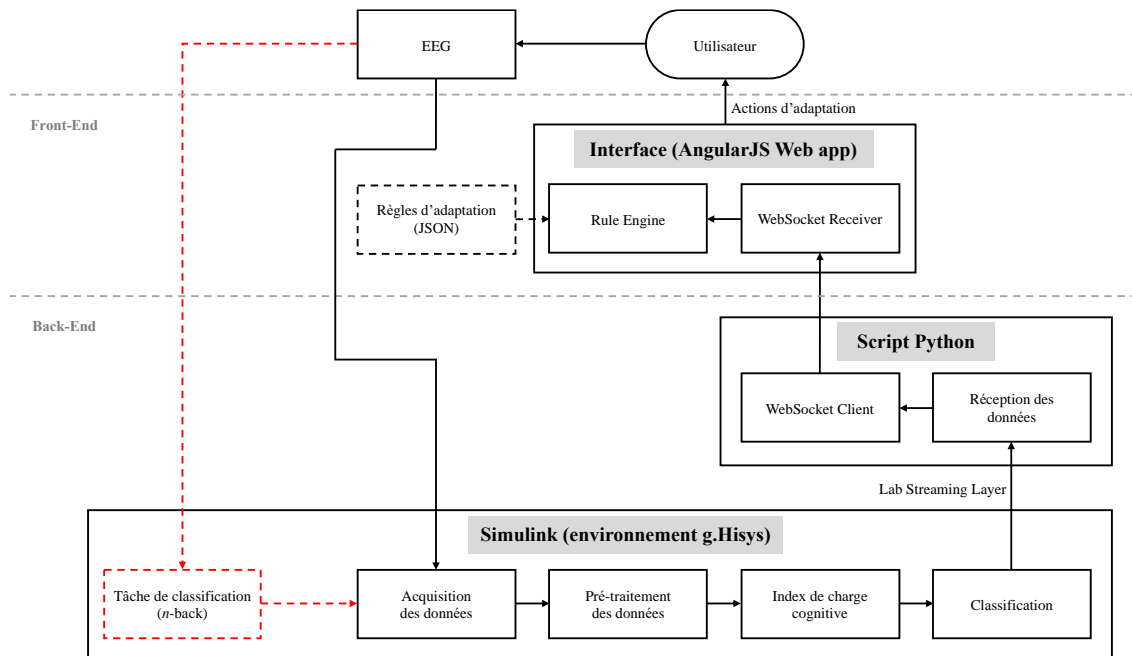 EEG
Utilisateur
Actions d’adaptation
Front-End
Interface (AngularJS Web app)
Règles d’adaptation
(JSON)
Rule Engine
WebSocket Receiver
Back-End
Script Python
WebSocket Client
Réception des
données
Lab Streaming Layer
Simulink (environnement g.Hisys)
Tâche de classification
(n-back)
Acquisition
des données
Pré-traitement
des données
Index de charge
cognitive
Classification